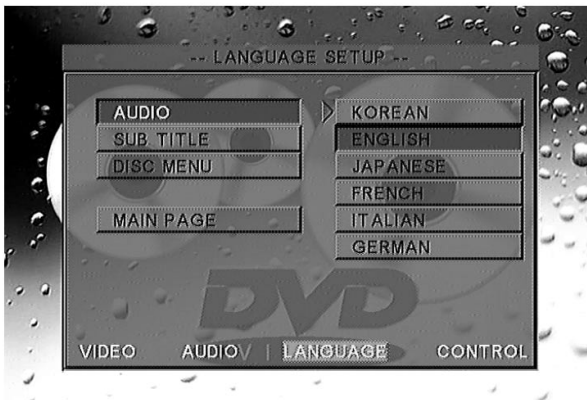 -- LANGUAGE SETUP --
AUDIO
SUB TITLE
DISC MENU
MAIN PAGE
KOREAN
ENGLISH
JAPANESE
FRENCH
ITALIAN
GERMAN
DVD
VIDEO AUDIO LANGUAGE CONTROL